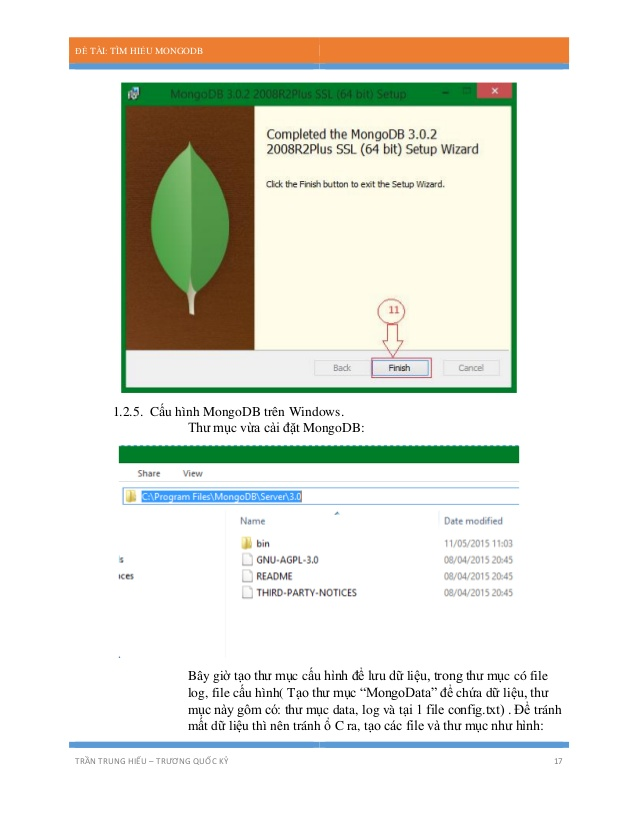 ĐỀ TÀI: TÌM HIỂU MONGODB
MongoDB 3.0.2 2008R2Plus SSL (64 bit) Setup
Completed the MongoDB 3.0.2
2008R2Plus SSL (64 bit) Setup Wizard
Click the Finish button to exit the Setup Wizard.
11
Back Finish Cancel
1.2.5. Cấu hình MongoDB trên Windows.
Thư mục vừa cài đặt MongoDB:
Share View
C:\Program Files\MongoDB\Server\3.0
Name Date modified
bin 11/05/2015 11:03
GNU-AGPL-3.0 08/04/2015 20:45
README 08/04/2015 20:45
THIRD-PARTY-NOTICES 08/04/2015 20:45
Bây giờ tạo thư mục cấu hình để lưu dữ liệu, trong thư mục có file
log, file cấu hình( Tạo thư mục “MongoData” để chứa dữ liệu, thư
mục này gôm có: thư mục data, log và tại 1 file config.txt) . Để tránh
mất dữ liệu thì nên tránh ổ C ra, tạo các file và thư mục như hình:
TRẦN TRUNG HIẾU – TRƯƠNG QUỐC KỲ 17